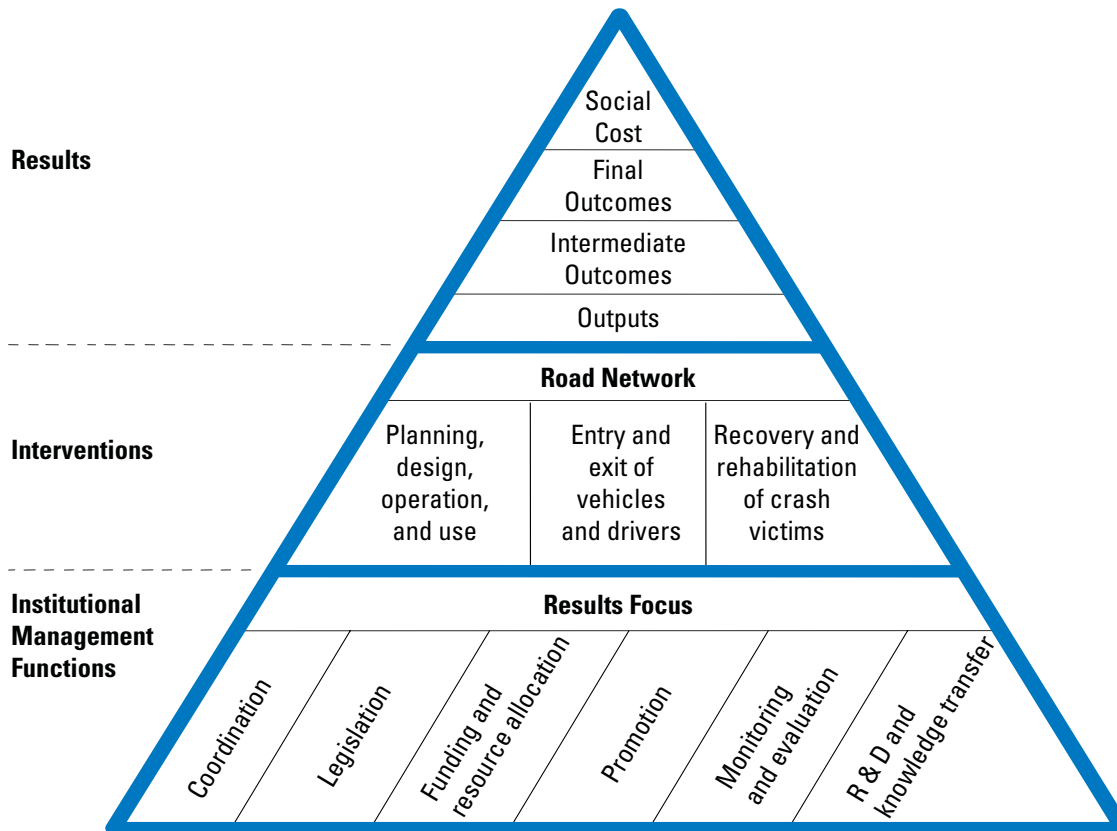 Social
Cost
Results
Final
Outcomes
Intermediate
Outcomes
Outputs
Road Network
Interventions
Planning,
design,
operation,
and use
Entry and
exit of
vehicles
and drivers
Recovery and
rehabilitation
of crash
victims
Institutional
Management
Functions
Results Focus
Coordination
Legislation
Funding and
resource allocation
Promotion
Monitoring
and evaluation
R & D and
knowledge transfer